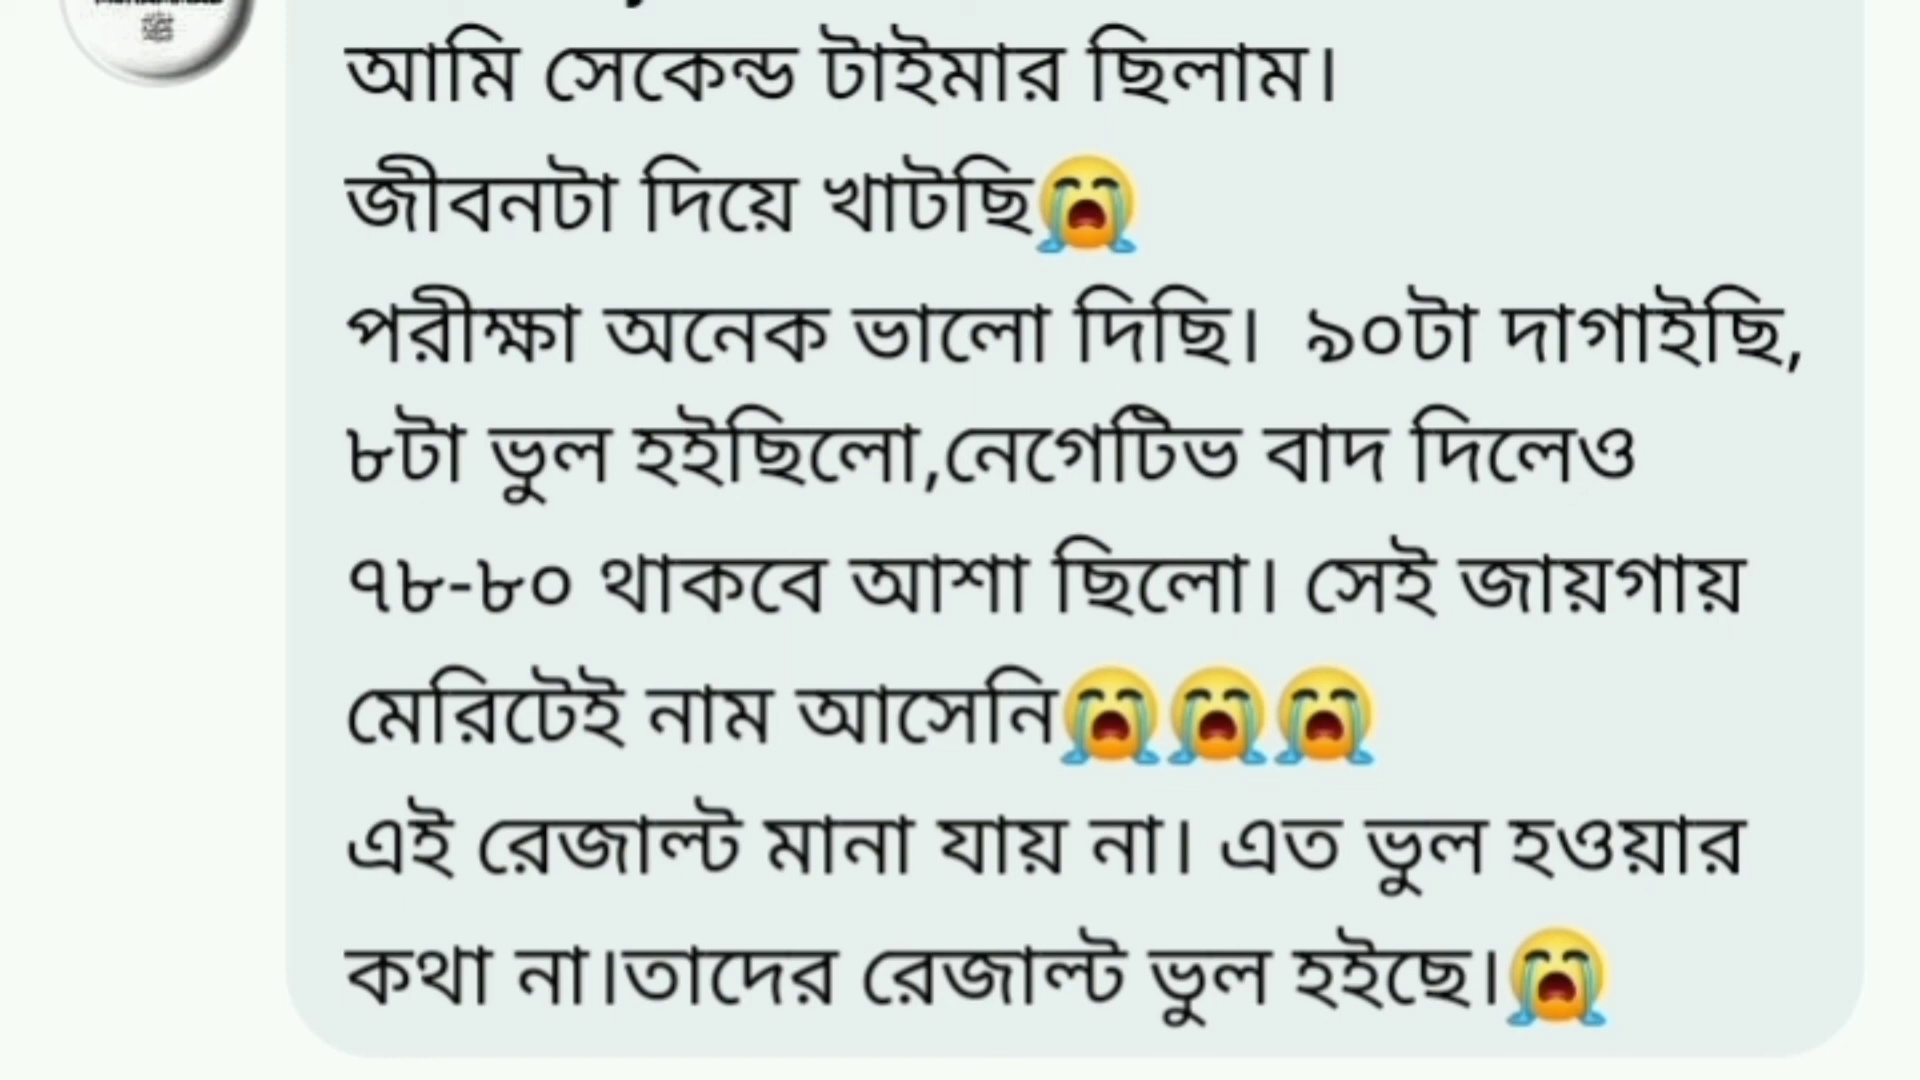 আমি সেকেন্ড টাইমার ছিলাম।
জীবনটা দিয়ে খাটছি😭
পরীক্ষা অনেক ভালো দিছি। ৯০টা দাগাইছি,
৮টা ভুল হইছিলো,নেগেটিভ বাদ দিলেও
৭৮-৮০ থাকবে আশা ছিলো। সেই জায়গায়
মেরিটেই নাম আসেনি😭😭😭
এই রেজাল্ট মানা যায় না। এত ভুল হওয়ার
কথা না।তাদের রেজাল্ট ভুল হইছে।😭